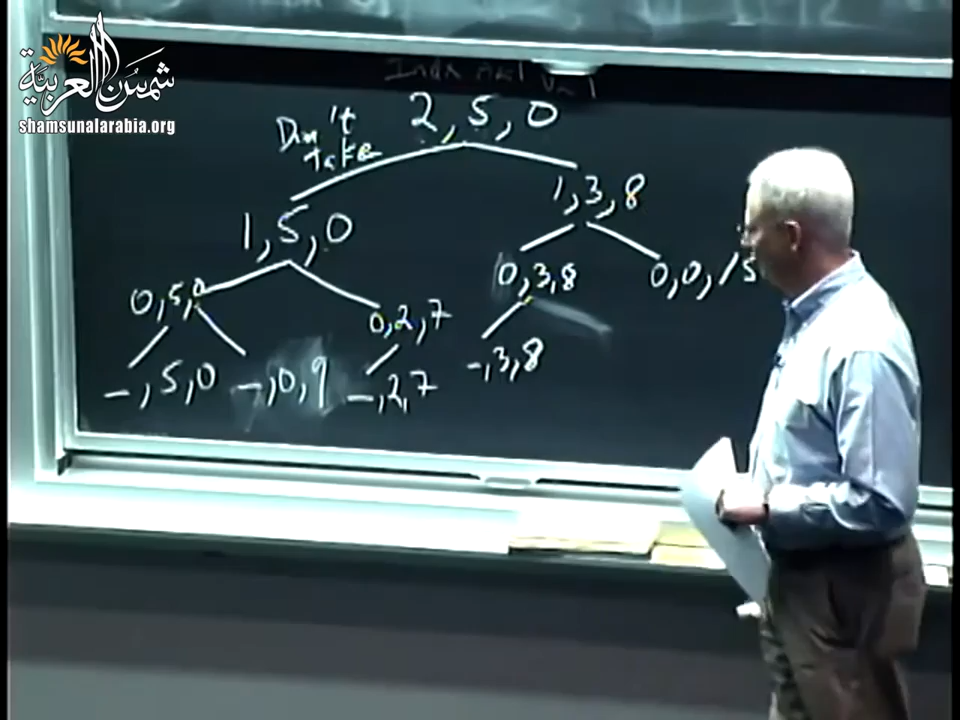 شمس العربية
shamsunalarabia.org
2,5,0
Don't
take
1,5,0
1,3,8
0,5,0
0,2,7
0,3,8
0,0,15
-,5,0
-,0,9
-,2,7
-,3,8